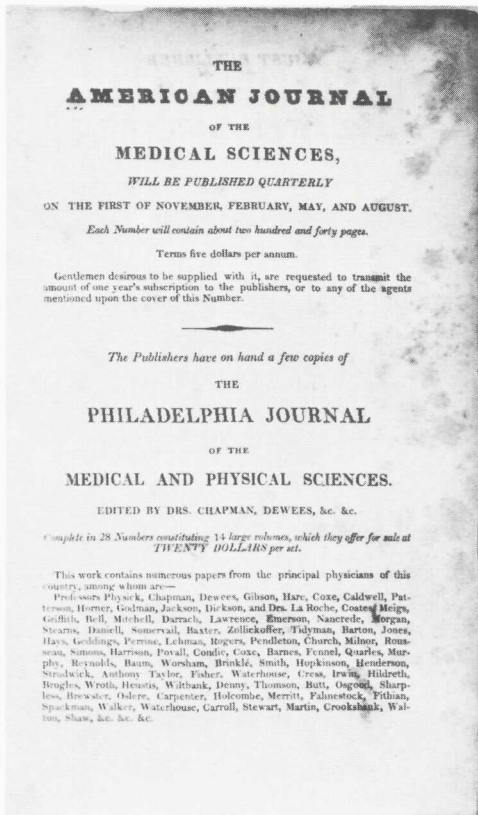 THE
AMERICAN JOURNAL
OF THE
MEDICAL SCIENCES,
WILL BE PUBLISHED QUARTERLY
ON THE FIRST OF NOVEMBER, FEBRUARY, MAY, AND AUGUST.
Each Number will contain about two hundred and forty pages.
Terms five dollars per annum.
Gentlemen desirous to be supplied with it, are requested to transmit the
amount of one year's subscription to the publishers, or to any of the agents
mentioned upon the cover of this Number.
The Publishers have on hand a few copies of
THE
PHILADELPHIA JOURNAL
OF THE
MEDICAL AND PHYSICAL SCIENCES.
EDITED BY DRS. CHAPMAN, DEWEES, &c. &c.
Complete in 28 Numbers constituting 14 large volumes, which they offer for sale at
TWENTY DOLLARS per set.
This work contains numerous papers from the principal physicians of this
country, among whom are—
Professors Physick, Chapman, Dewees, Gibson, Hare, Coxe, Caldwell, Pat-
terson, Horner, Godman, Jackson, Dickson, and Drs. La Roche, Coates, Meigs,
Griffith, Bell, Mitchell, Darrach, Lawrence, Emerson, Nancrede, Morgan,
Stearns, Daniell, Somervail, Baxter, Zollickoffer, Tidyman, Barton, Jones,
Hays, Geddings, Perrine, Lehman, Rogers, Pendleton, Church, Milnor, Rous-
seau, Simons, Harrison, Povall, Condie, Coxe, Barnes, Fennel, Quarles, Mur-
phy, Reynolds, Baum, Worsham, Brinklé, Smith, Hopkinson, Henderson,
Strudwick, Anthony Taylor, Fisher, Waterhouse, Cress, Irwin, Hildreth,
Brogles, Wroth, Heustis, Wiltbank, Denny, Thomson, Butt, Osgood, Sharp-
less, Brewster, Oslere, Carpenter, Holcombe, Merritt, Fahnestock, Fithian,
Spackman, Walker, Waterhouse, Carroll, Stewart, Martin, Crookshank, Wal-
ton, Shaw, &c. &c. &c.